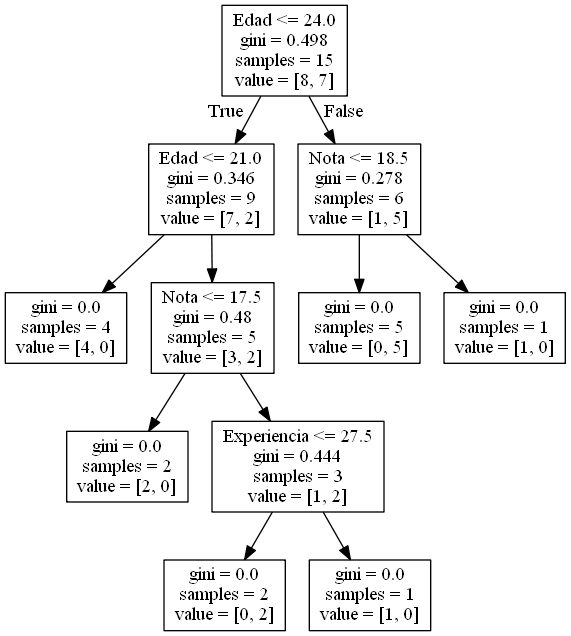 Edad <= 24.0
gini = 0.498
samples = 15
value = [8, 7]
True
False
Edad <= 21.0
gini = 0.346
samples = 9
value = [7, 2]
Nota <= 18.5
gini = 0.278
samples = 6
value = [1, 5]
gini = 0.0
samples = 4
value = [4, 0]
Nota <= 17.5
gini = 0.48
samples = 5
value = [3, 2]
gini = 0.0
samples = 5
value = [0, 5]
gini = 0.0
samples = 1
value = [1, 0]
gini = 0.0
samples = 2
value = [2, 0]
Experiencia <= 27.5
gini = 0.444
samples = 3
value = [1, 2]
gini = 0.0
samples = 2
value = [0, 2]
gini = 0.0
samples = 1
value = [1, 0]